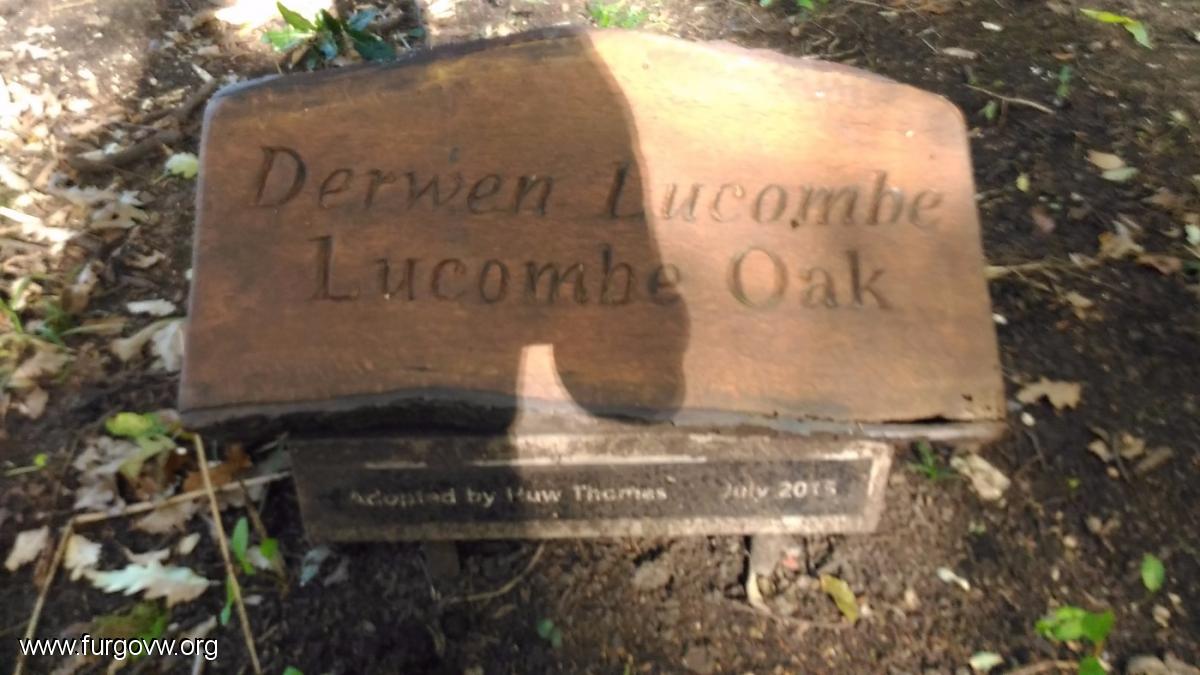 Derwen Lucombe
Lucombe Oak
Adopted by Huw Thomas July 2015
www.furgovw.org